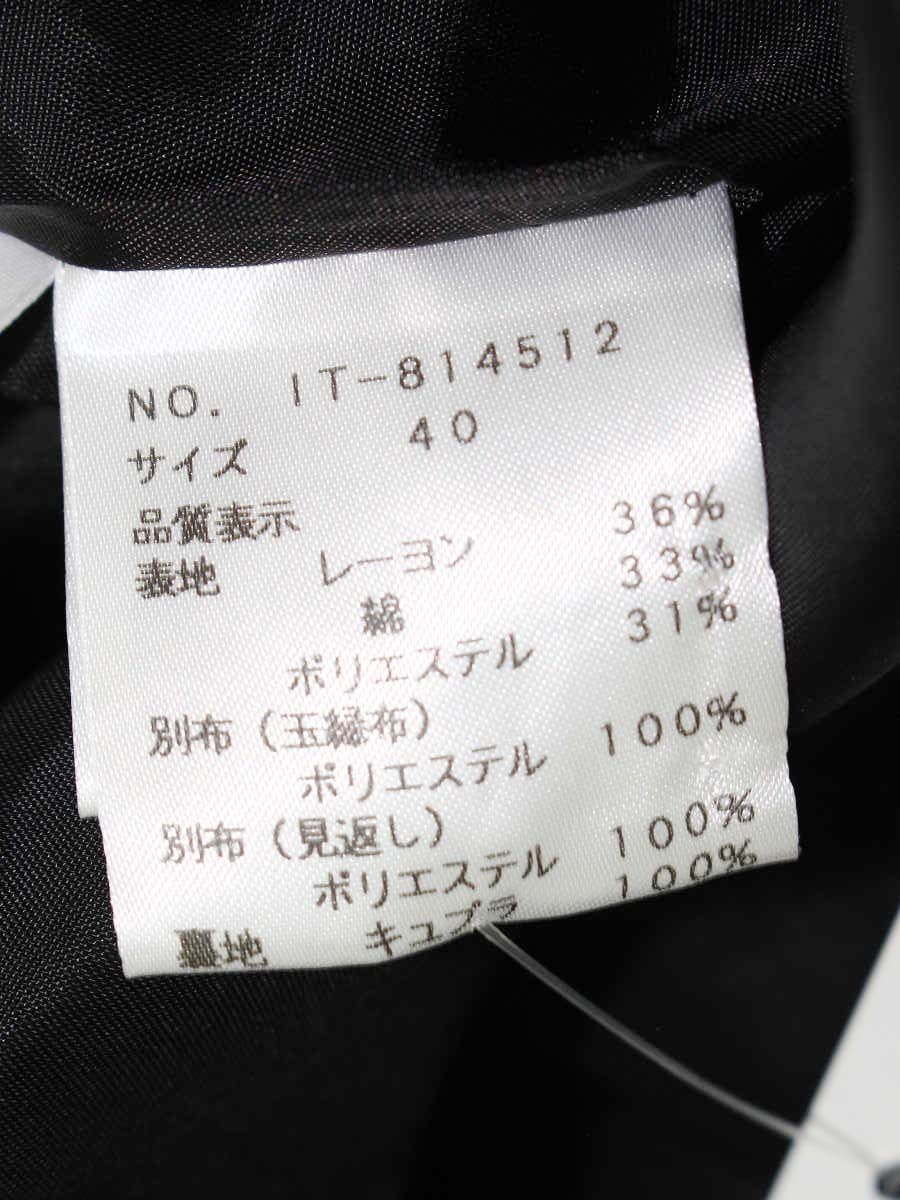 NO. IT-814512
サイズ 40
品質表示
表地 レーヨン 36%
綿 33%
ポリエステル 31%
別布(玉縁布)
ポリエステル 100%
別布(見返し)
ポリエステル 100%
裏地 キュプラ 100%